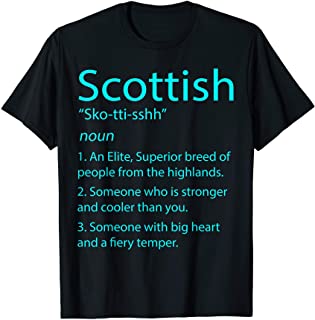 Scottish
“Sko-tti-sshh”
noun
1. An Elite, Superior breed of
people from the highlands.
2. Someone who is stronger
and cooler than you.
3. Someone with big heart
and a fiery temper.